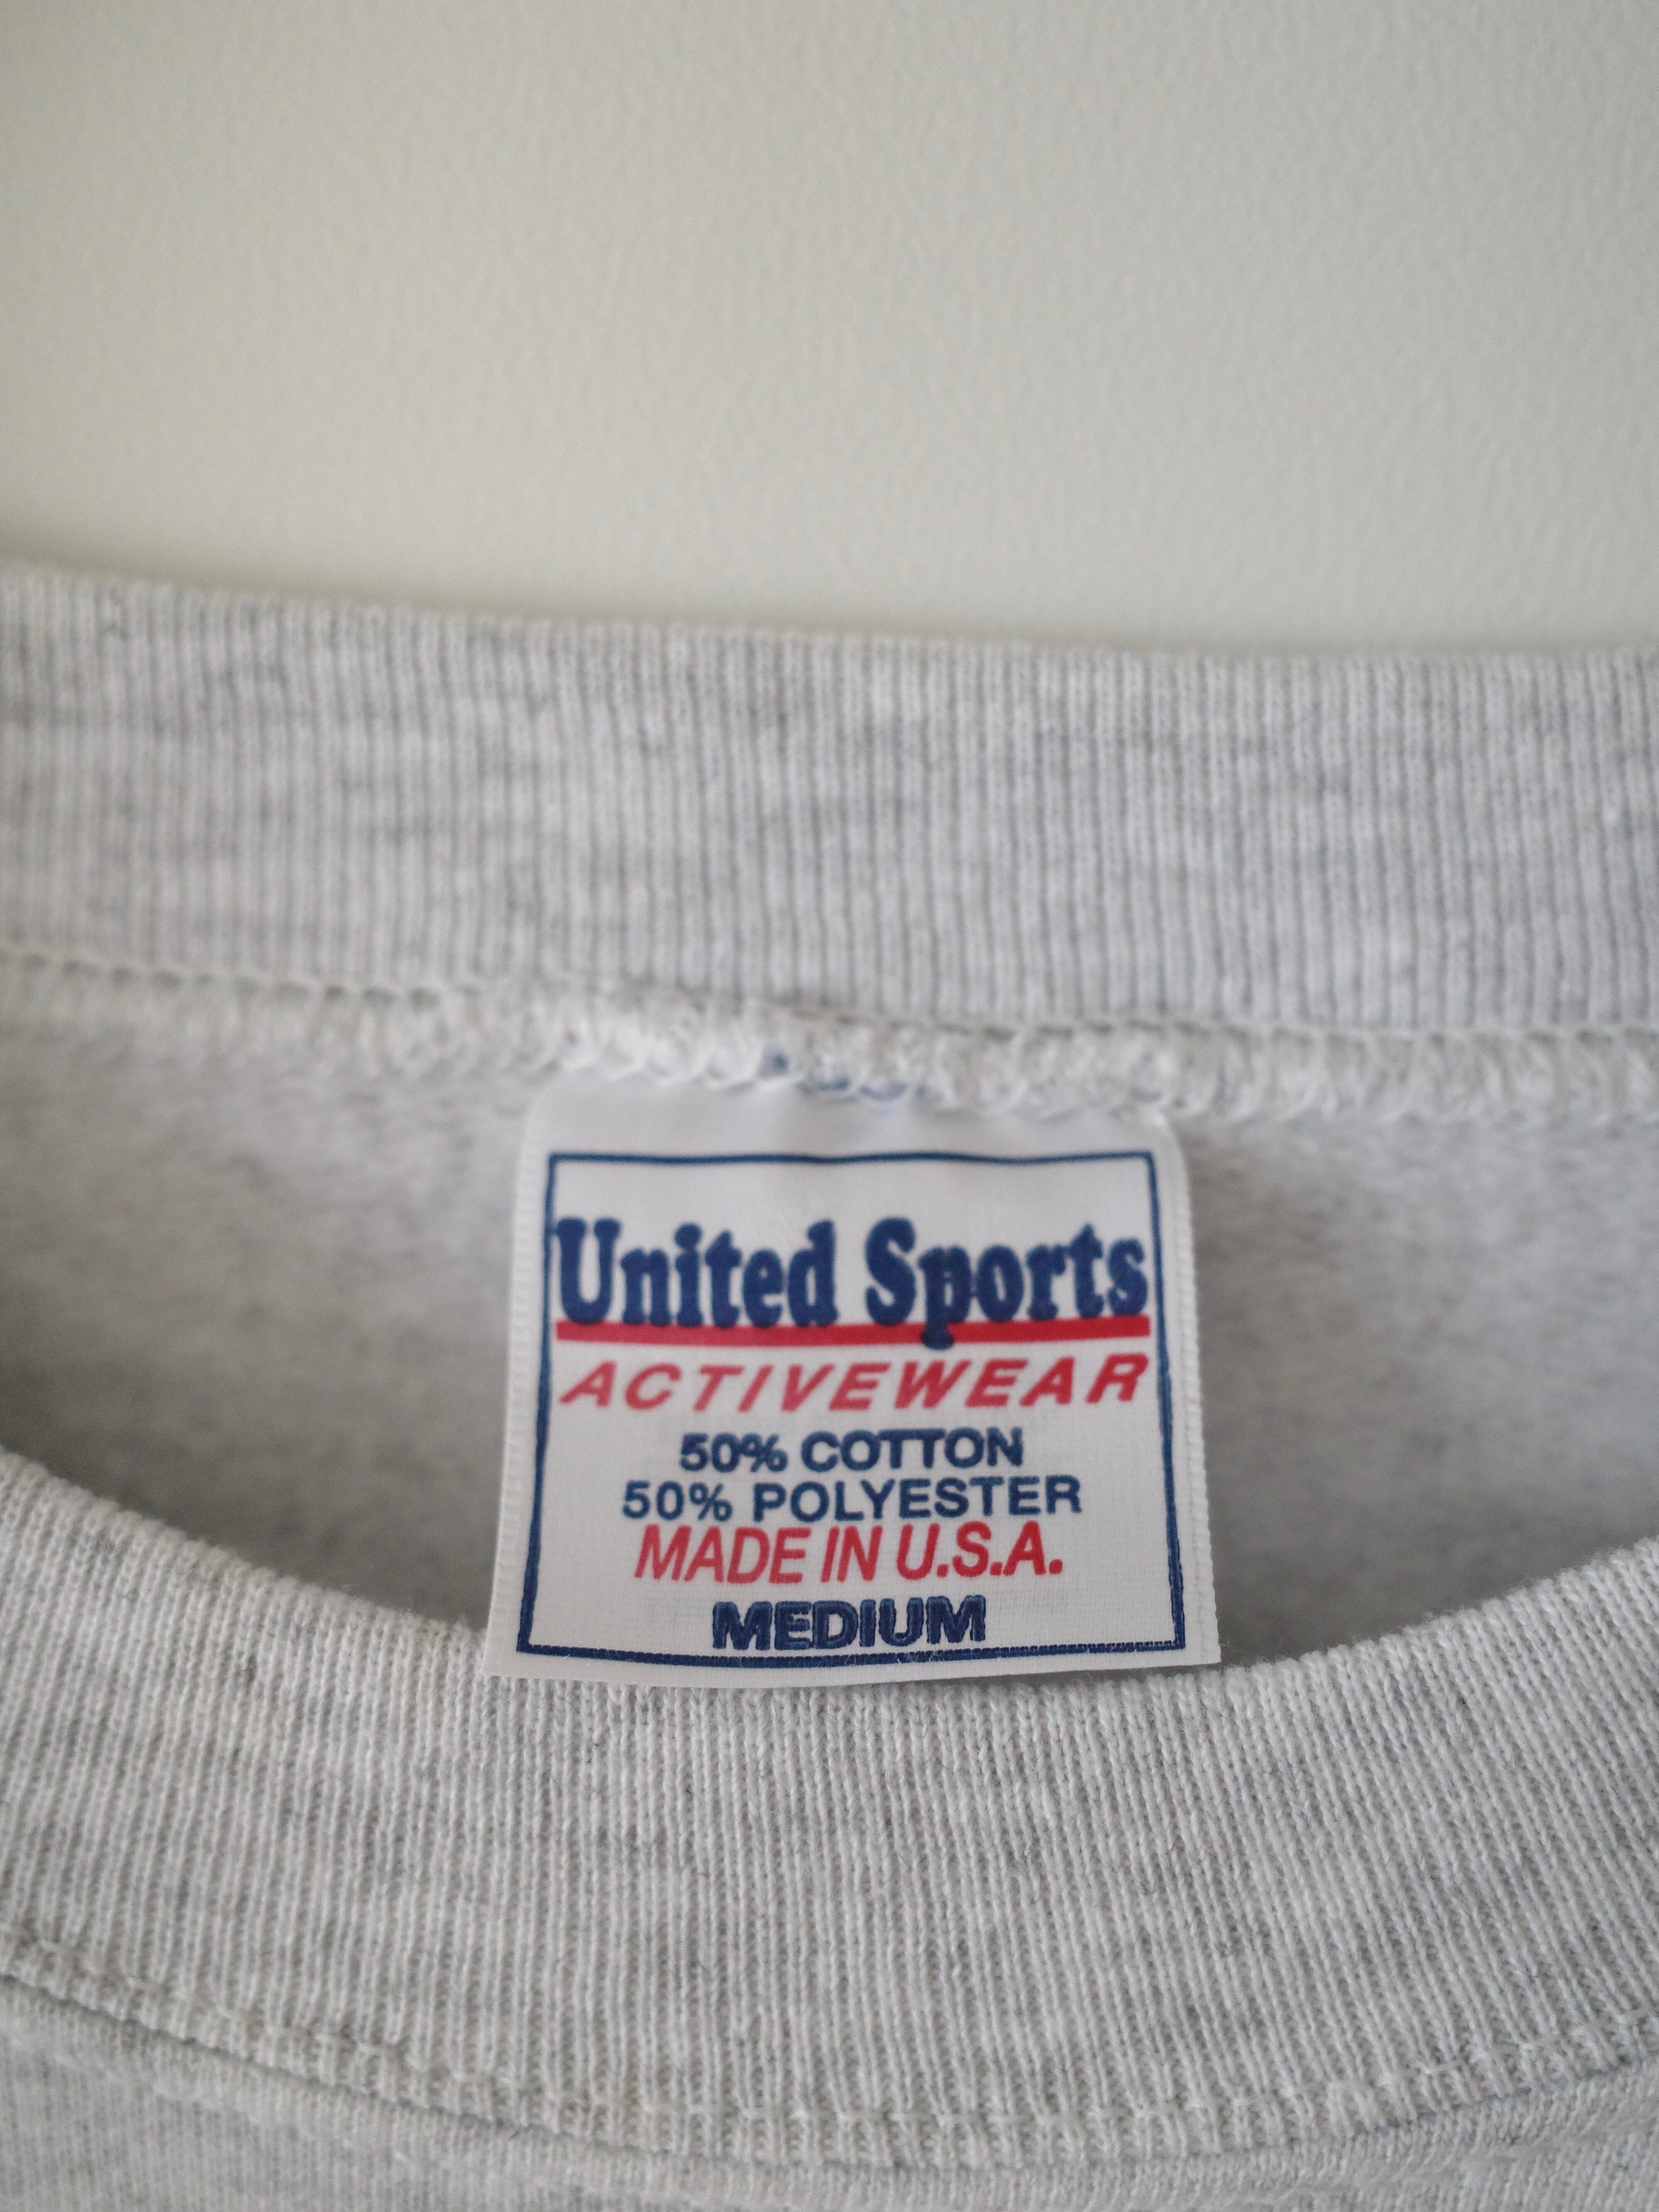 United Sports
ACTIVEWEAR
50% COTTON
50% POLYESTER
MADE IN U.S.A.
MEDIUM